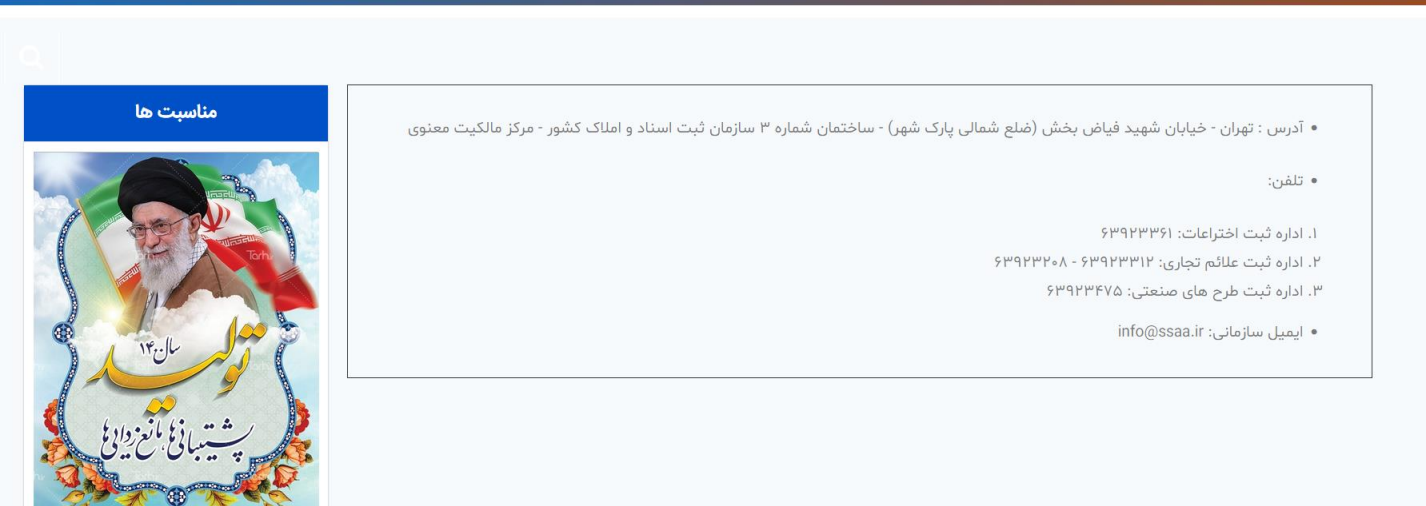 مناسبت ها
• آدرس : تهران - خیابان شهید فیاض بخش (ضلع شمالی پارک شهر) - ساختمان شماره ۳ سازمان ثبت اسناد و املاک کشور - مرکز مالکیت معنوی
• تلفن:
۱. اداره ثبت اختراعات: ۶۳۹۲۳۳۶۱
۲. اداره ثبت علائم تجاری: ۶۳۹۲۳۳۱۲ - ۶۳۹۲۳۲۰۸
۳. اداره ثبت طرح های صنعتی: ۶۳۹۲۳۴۷۵
• ایمیل سازمانی: info@ssaa.ir
سال ۱۴
تولید
پشتیبانی‌ها، مانع زدایی‌ها